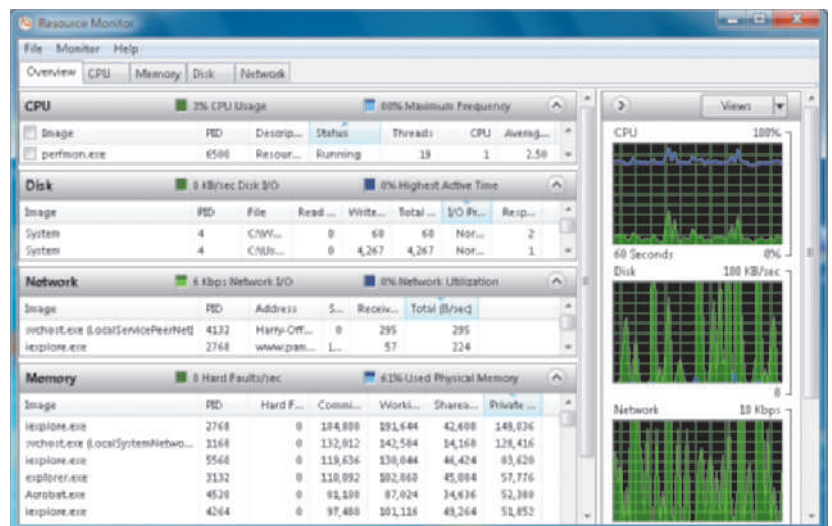 Resource Monitor
File Monitor Help
Overview CPU Memory Disk Network
CPU 3% CPU Usage 80% Maximum Frequency
Image PID Descrip... Status Threads CPU Averag...
perfmon.exe 6500 Resour... Running 19 1 2.50
Disk 0 kB/sec Disk I/O 0% Highest Active Time
Image PID File Read ... Write... Total ... I/O Pr... Resp...
System 4 C:\W... 0 60 60 Nor... 2
System 4 C:\Us... 0 4,267 4,267 Nor... 1
Network 6 Kbps Network I/O 0% Network Utilization
Image PID Address S... Receiv... Total (B/sec)
svchost.exe (LocalServicePeerNet) 4132 Harry-Off... 0 295 295
iexplore.exe 2768 www.pan... 1... 57 224
Memory 0 Hard Faults/sec 61% Used Physical Memory
Image PID Hard F... Commi... Worki... Sharea... Private ...
iexplore.exe 2768 0 191,644 42,608
svchost.exe (LocalSystemNetwo... 1168 0 132,012 142,584 14,168 128,416
iexplore.exe 5560 0 119,636 130,044 46,424 83,620
explorer.exe 3132 0 110,092 102,860 45,084 57,776
Acrobat.exe 4520 0 81,180 87,024 34,636 52,388
iexplore.exe 4264 0 97,480 101,116 49,264 51,852
Views
CPU 100%
60 Seconds 0%
Disk 100 KB/sec
0
Network 10 Kbps